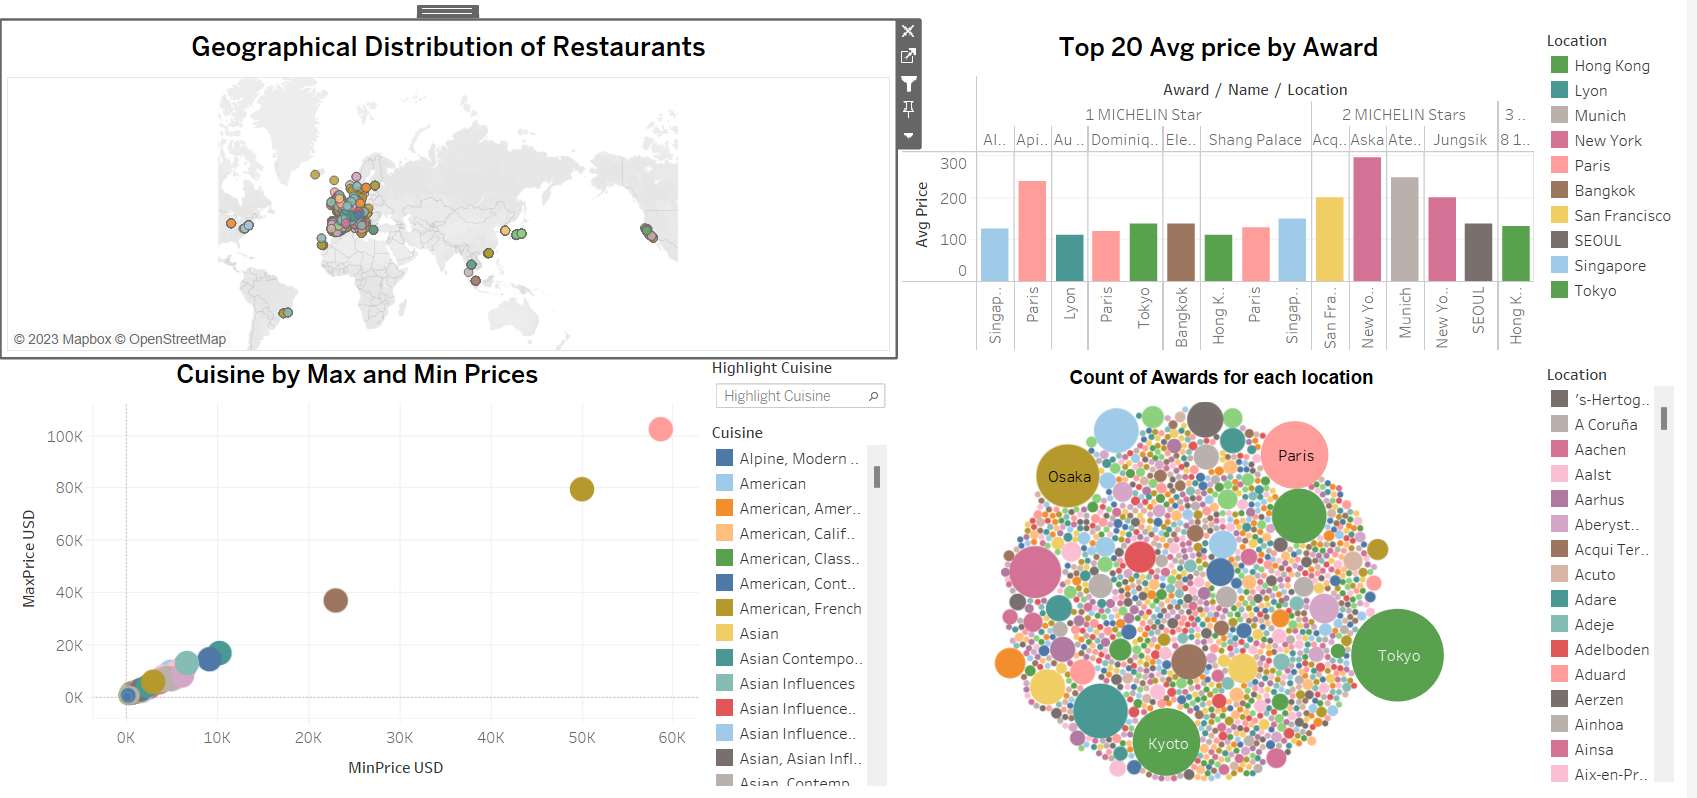 Geographical Distribution of Restaurants
© 2023 Mapbox © OpenStreetMap
Top 20 Avg price by Award
Award / Name / Location
1 MICHELIN Star
2 MICHELIN Stars
3 ..
Al..
Api..
Au ..
Dominiq..
Ele..
Shang Palace
Acq..
Aska
Ate..
Jungsik
8 1..
Avg Price
300
200
100
0
Singap..
Paris
Lyon
Paris
Tokyo
Bangkok
Hong K..
Paris
Singap..
San Fra..
New Yo..
Munich
New Yo..
SEOUL
Hong K..
Location
Hong Kong
Lyon
Munich
New York
Paris
Bangkok
San Francisco
SEOUL
Singapore
Tokyo
Cuisine by Max and Min Prices
MaxPrice USD
100K
80K
60K
40K
20K
0K
0K
10K
20K
30K
40K
50K
60K
MinPrice USD
Highlight Cuisine
Highlight Cuisine
Cuisine
Alpine, Modern ..
American
American, Amer..
American, Calif..
American, Class..
American, Cont..
American, French
Asian
Asian Contempo..
Asian Influences
Asian Influence..
Asian Influence..
Asian, Asian Infl..
Asian, Contemp..
Count of Awards for each location
Paris
Osaka
Tokyo
Kyoto
Location
's-Hertog..
A Coruña
Aachen
Aalst
Aarhus
Aberyst..
Acqui Ter..
Acuto
Adare
Adeje
Adelboden
Aduard
Aerzen
Ainhoa
Ainsa
Aix-en-Pr..